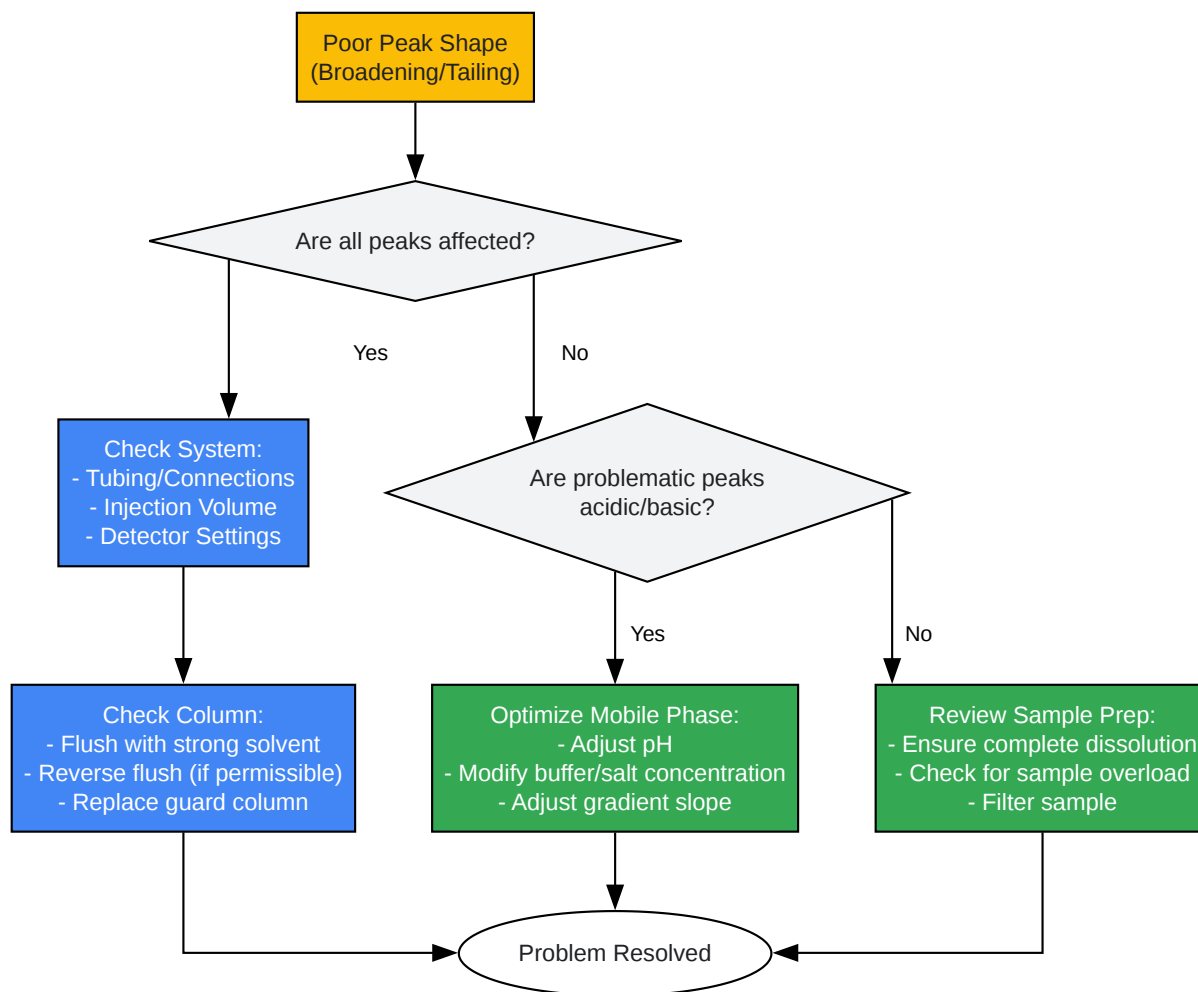 Poor Peak Shape
(Broadening/Tailing)
Are all peaks affected?
Yes
No
Check System:
- Tubing/Connections
- Injection Volume
- Detector Settings
Are problematic peaks
acidic/basic?
Yes
No
Check Column:
- Flush with strong solvent
- Reverse flush (if permissible)
- Replace guard column
Optimize Mobile Phase:
- Adjust pH
- Modify buffer/salt concentration
- Adjust gradient slope
Review Sample Prep:
- Ensure complete dissolution
- Check for sample overload
- Filter sample
Problem Resolved